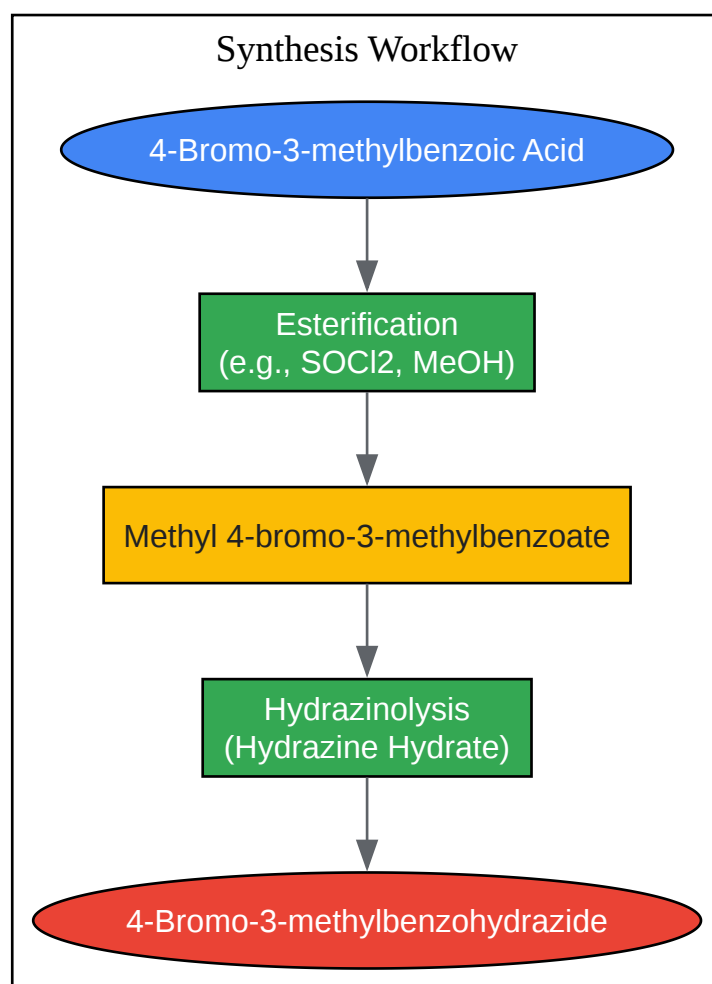 Synthesis Workflow
4-Bromo-3-methylbenzoic Acid
Esterification
(e.g., SOCl2, MeOH)
Methyl 4-bromo-3-methylbenzoate
Hydrazinolysis
(Hydrazine Hydrate)
4-Bromo-3-methylbenzohydrazide